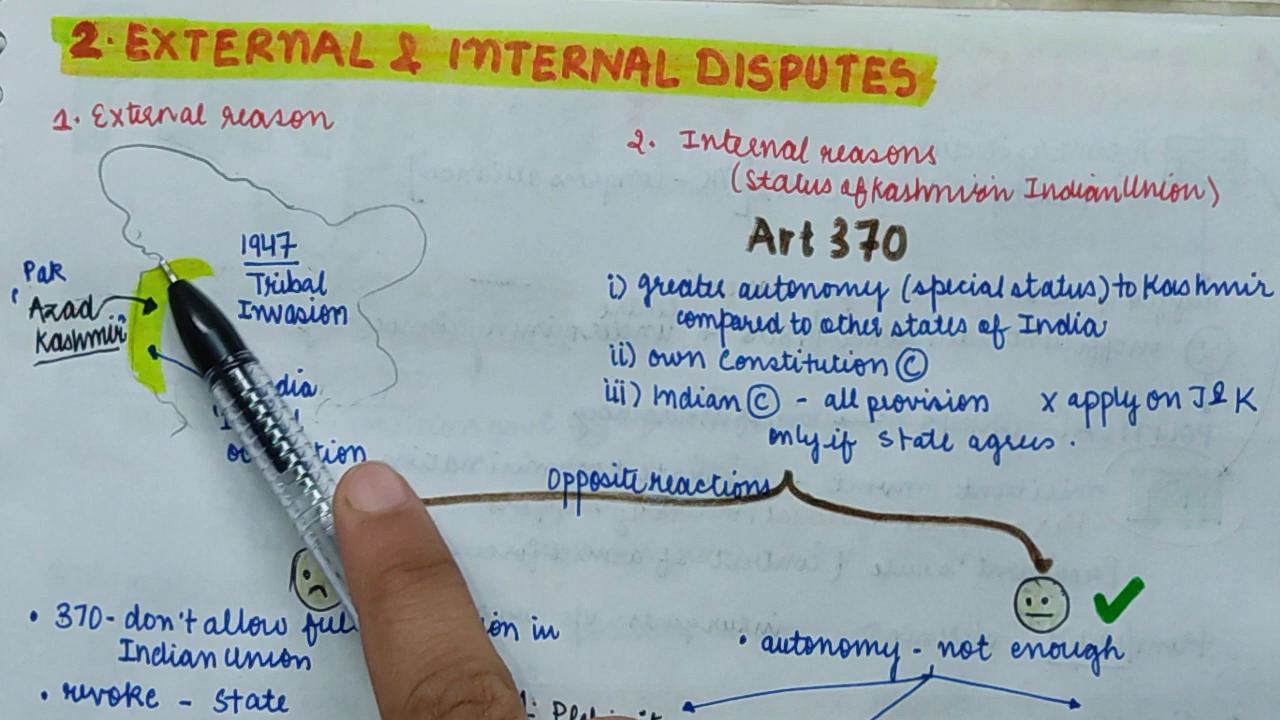 2. EXTERNAL & INTERNAL DISPUTES
1. External reason
1947
Tribal
Invasion
Pak
"Azad
Kashmir"
2. Internal reasons
(Status of Kashmir in Indian Union)
Art 370
i) greater autonomy (special status) to Kashmir
compared to other states of India
ii) own Constitution ©
iii) Indian © - all provision x apply on J&K
only if state agrees.
Opposite reactions
• 370 - don't allow in
Indian Union
• revoke - State
• autonomy - not enough